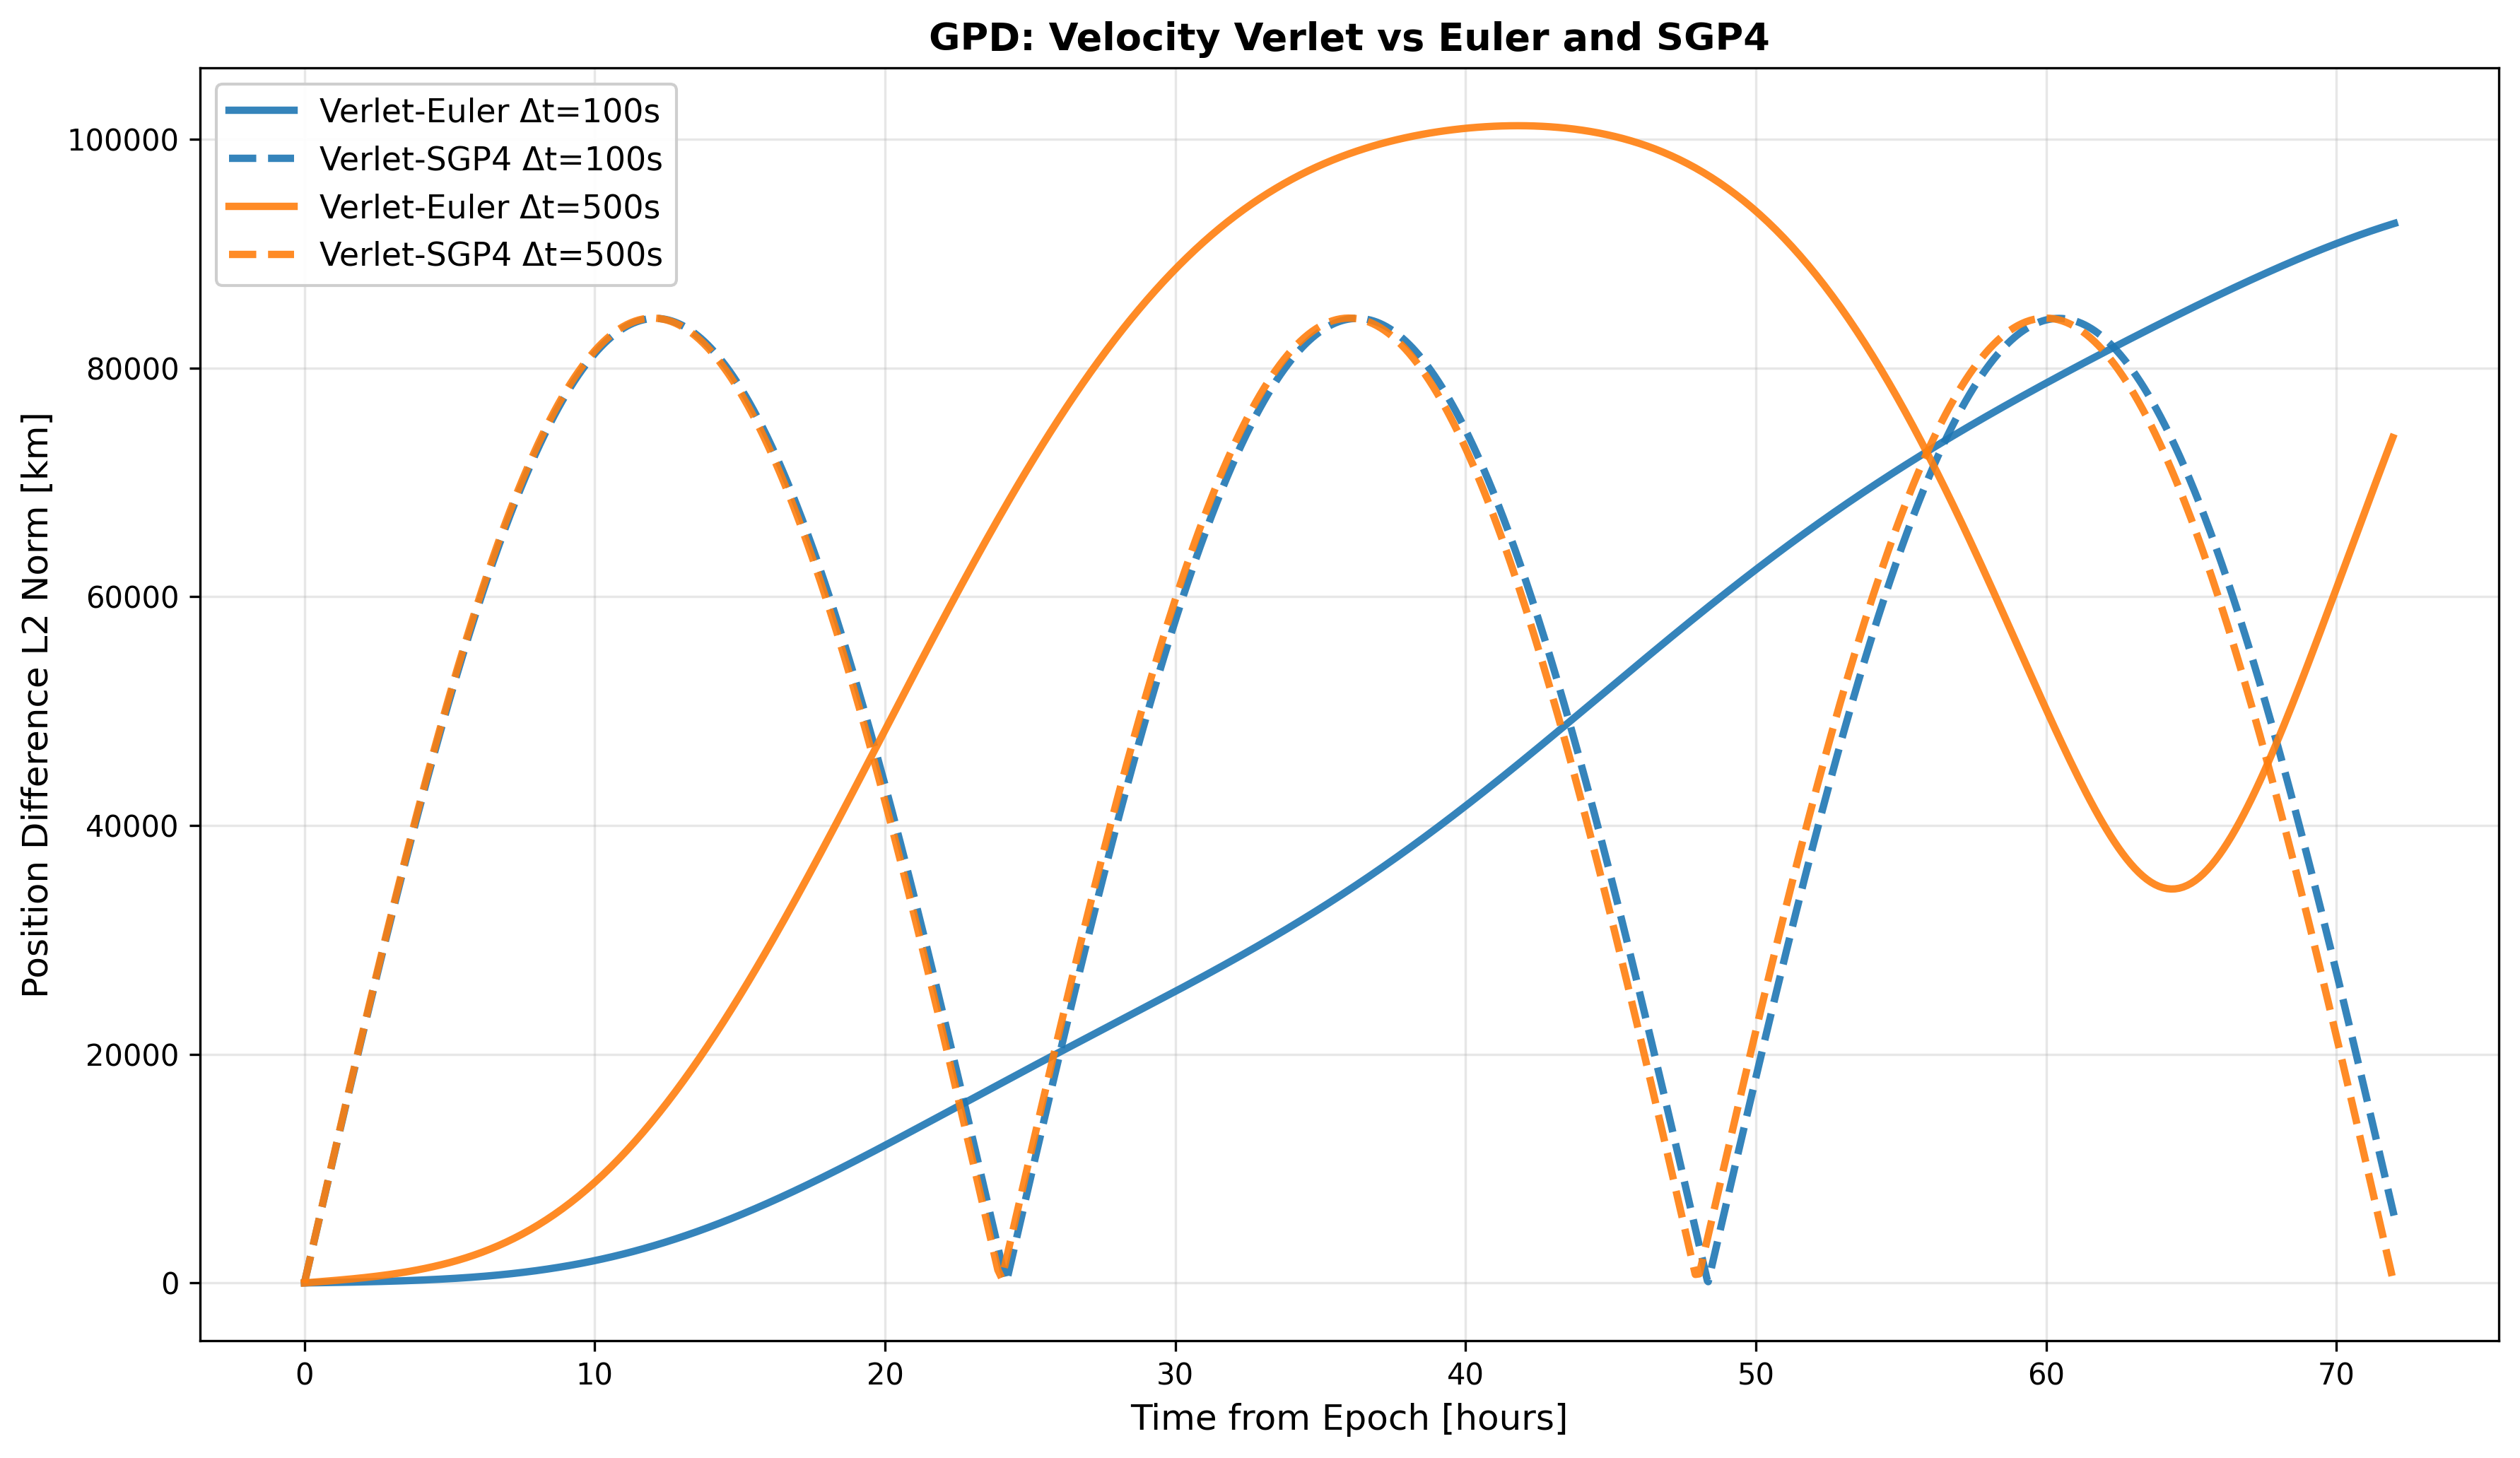 GPD: Velocity Verlet vs Euler and SGP4
Verlet-Euler Δt=100s
Verlet-SGP4 Δt=100s
Verlet-Euler Δt=500s
Verlet-SGP4 Δt=500s
Position Difference L2 Norm [km]
100000
80000
60000
40000
20000
0
0 10 20 30 40 50 60 70
Time from Epoch [hours]